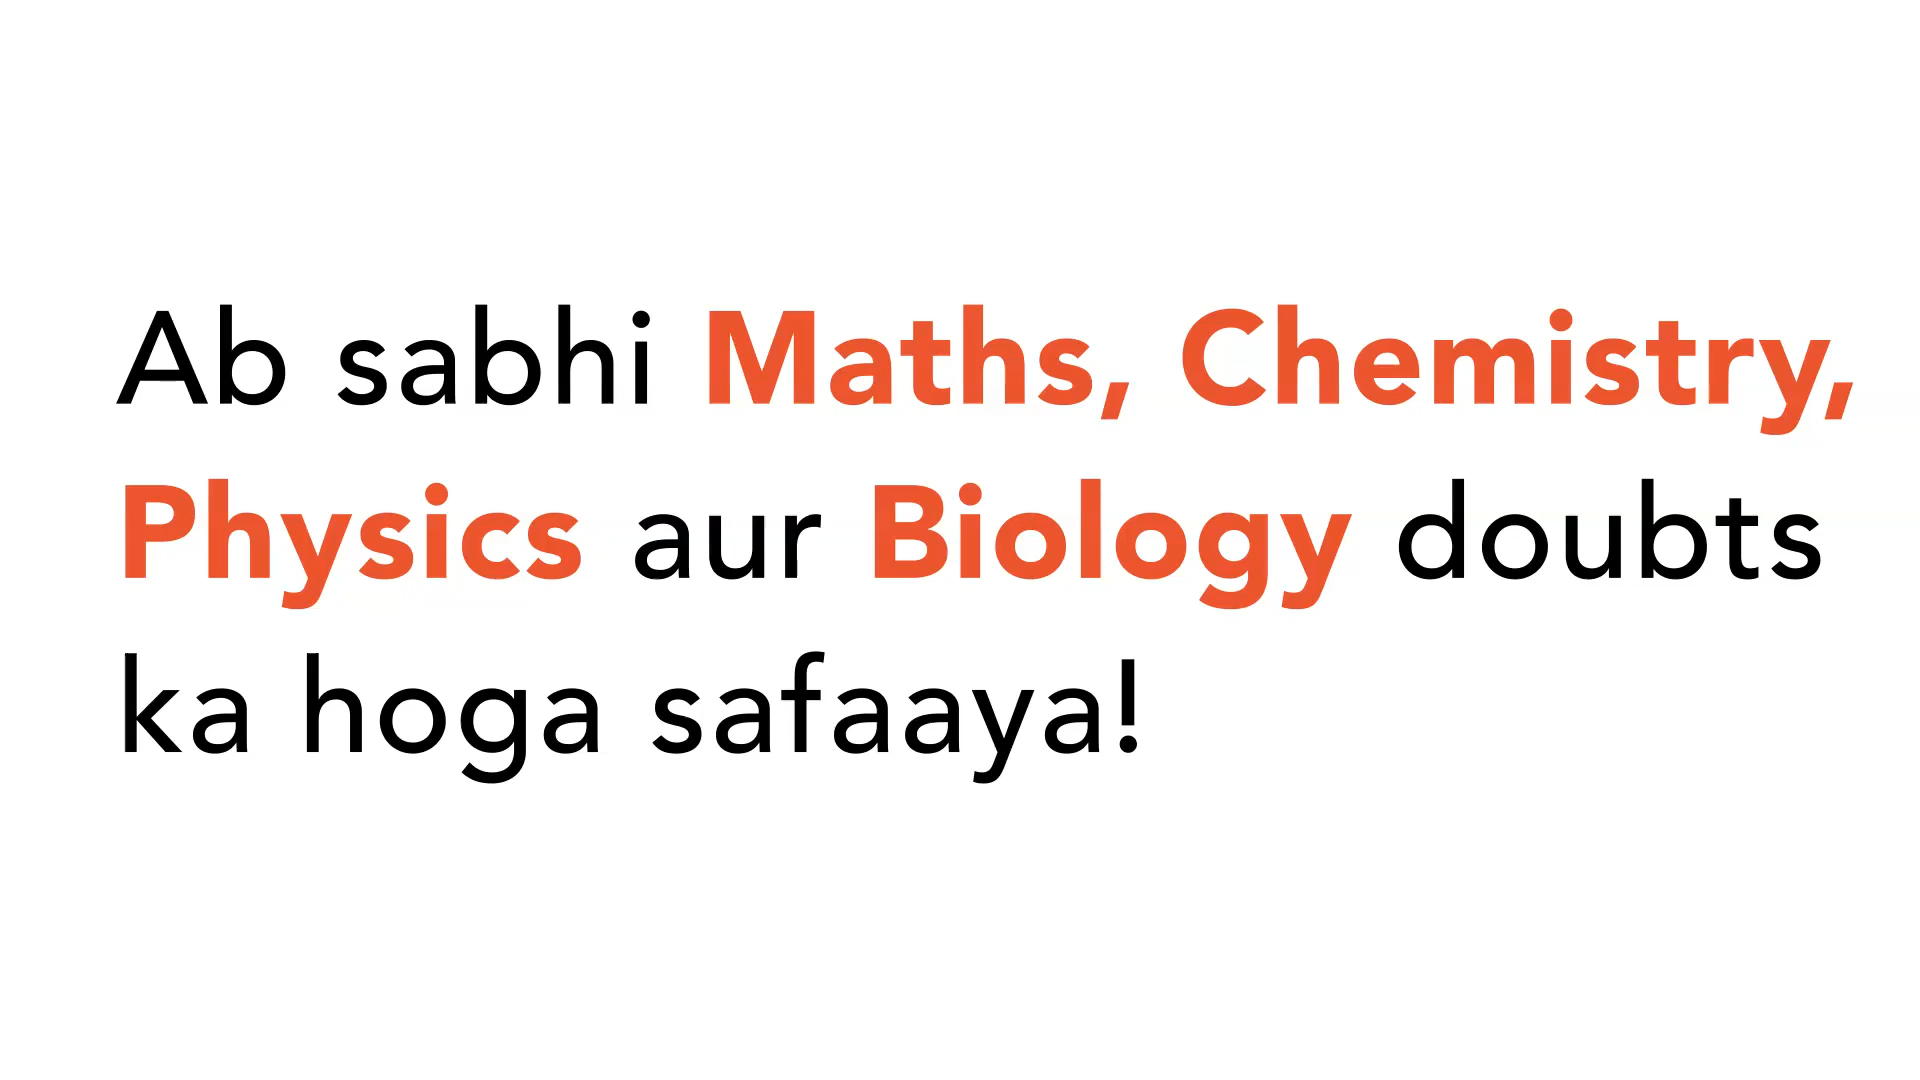 Ab sabhi Maths, Chemistry,
Physics aur Biology doubts
ka hoga safaaya!